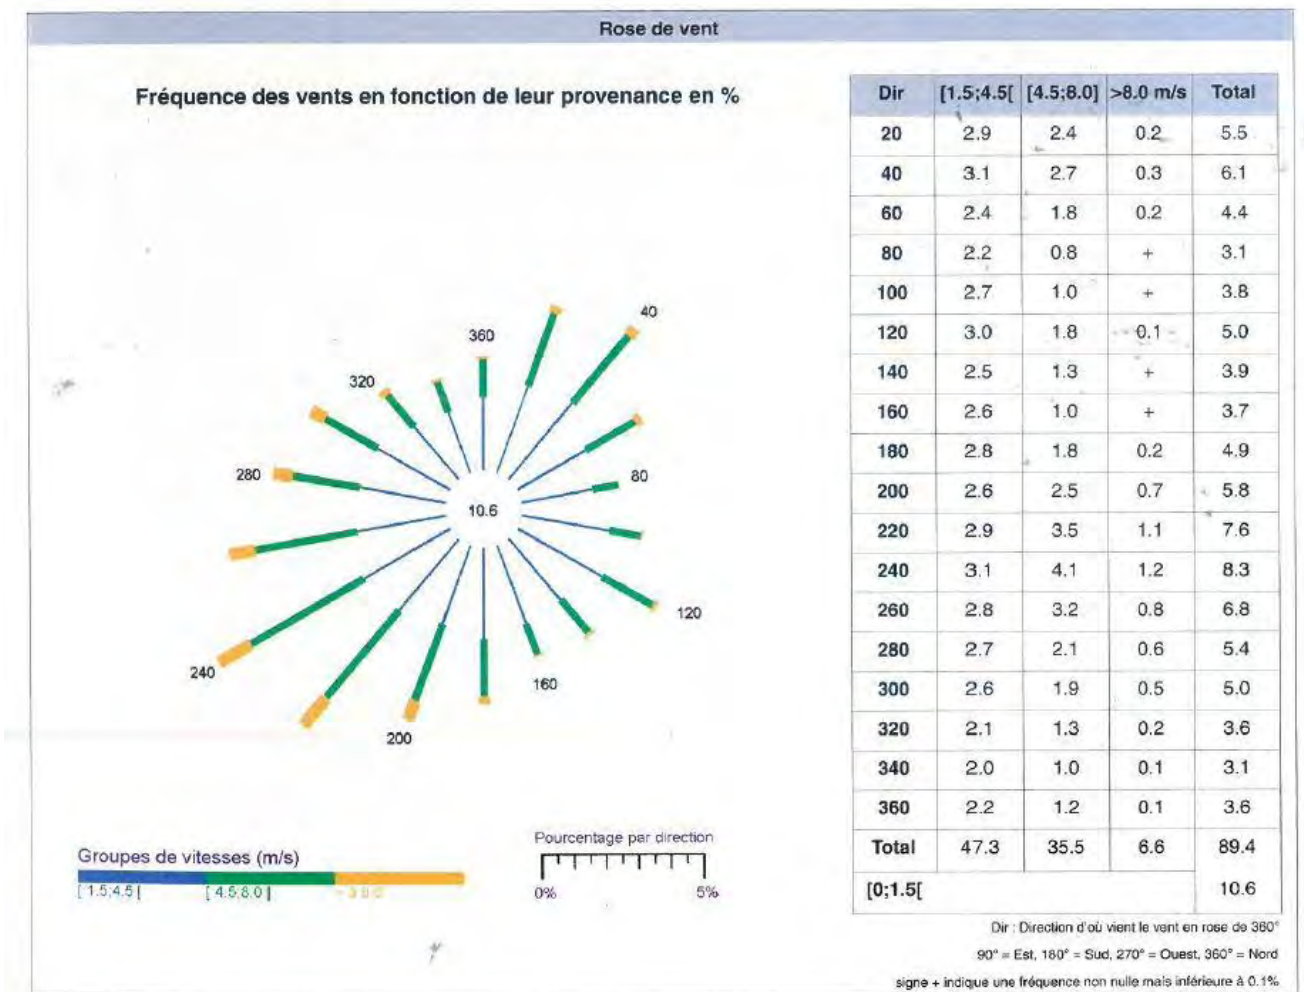 Rose de vent
Fréquence des vents en fonction de leur provenance en %
360
40
320
280
80
10.6
120
240
160
200
Groupes de vitesses (m/s)
[ 1.5;4.5 [ [ 4.5;8.0 ]
Pourcentage par direction
0% 5%
Dir [1.5;4.5[ [4.5;8.0] >8.0 m/s Total
20 2.9 2.4 0.2 5.5
40 3.1 2.7 0.3 6.1
60 2.4 1.8 0.2 4.4
80 2.2 0.8 + 3.1
100 2.7 1.0 + 3.8
120 3.0 1.8 0.1 5.0
140 2.5 1.3 + 3.9
160 2.6 1.0 + 3.7
180 2.8 1.8 0.2 4.9
200 2.6 2.5 0.7 5.8
220 2.9 3.5 1.1 7.6
240 3.1 4.1 1.2 8.3
260 2.8 3.2 0.8 6.8
280 2.7 2.1 0.6 5.4
300 2.6 1.9 0.5 5.0
320 2.1 1.3 0.2 3.6
340 2.0 1.0 0.1 3.1
360 2.2 1.2 0.1 3.6
Total 47.3 35.5 6.6 89.4
[0;1.5[ 10.6
Dir : Direction d'où vient le vent en rose de 360°
90° = Est, 180° = Sud, 270° = Ouest, 360° = Nord
signe + indique une fréquence non nulle mais inférieure à 0.1%